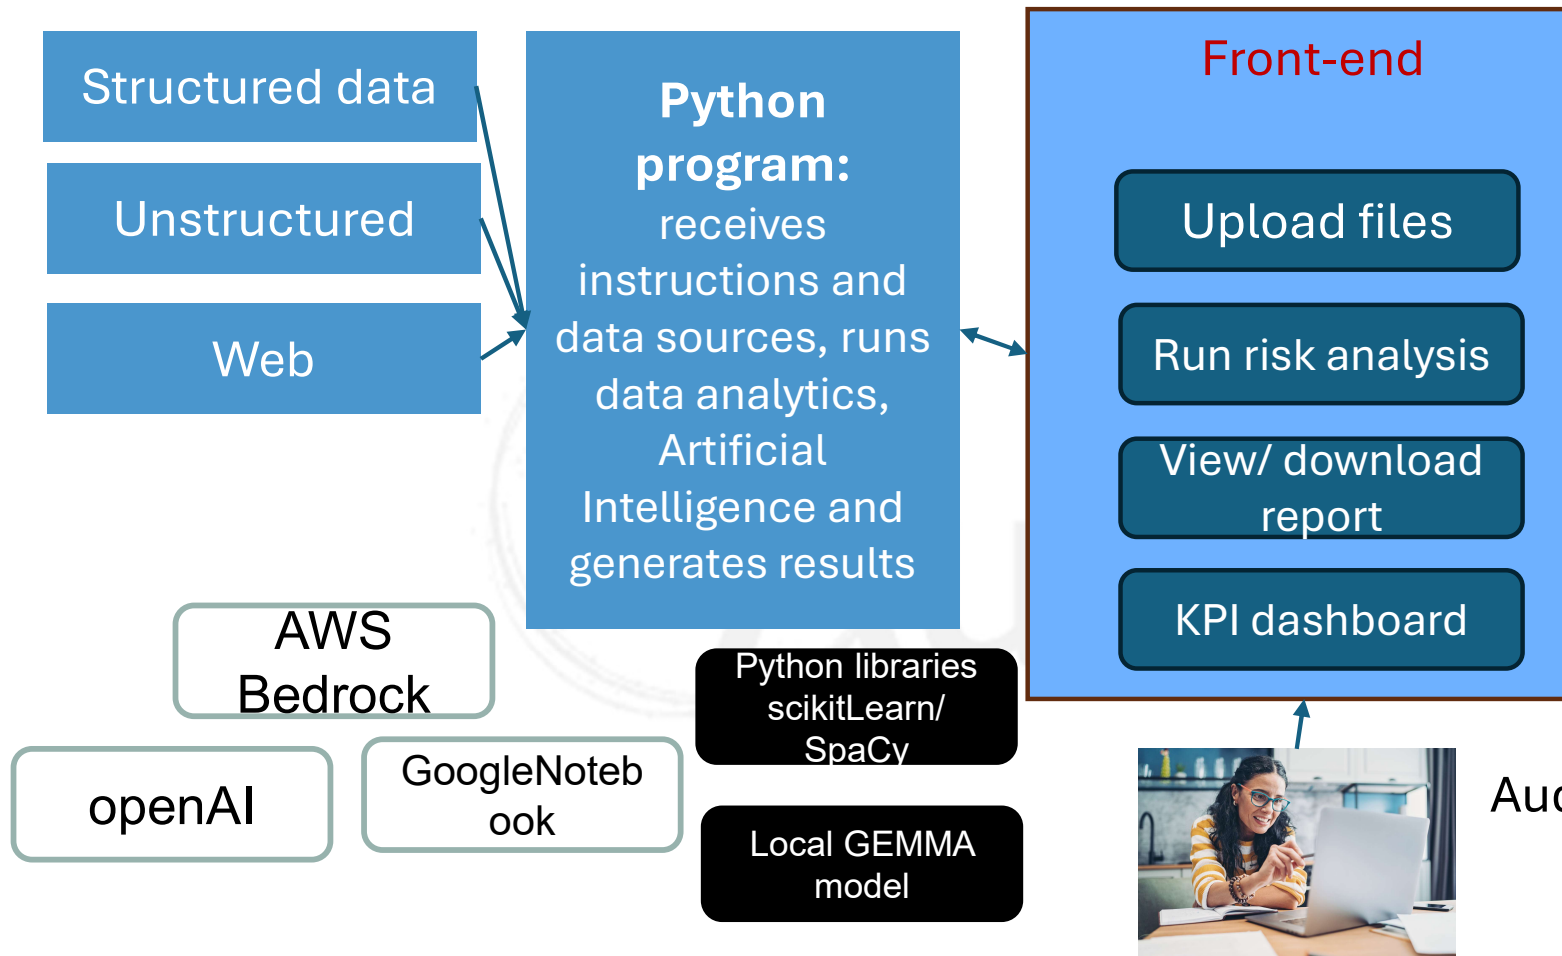 Structured data
Unstructured
Web
Python
program:
receives
instructions and
data sources, runs
data analytics,
Artificial
Intelligence and
generates results
Front-end
Upload files
Run risk analysis
View/ download
report
KPI dashboard
AWS
Bedrock
openAI
GoogleNoteb
ook
Python libraries
scikitLearn/
SpaCy
Local GEMMA
model